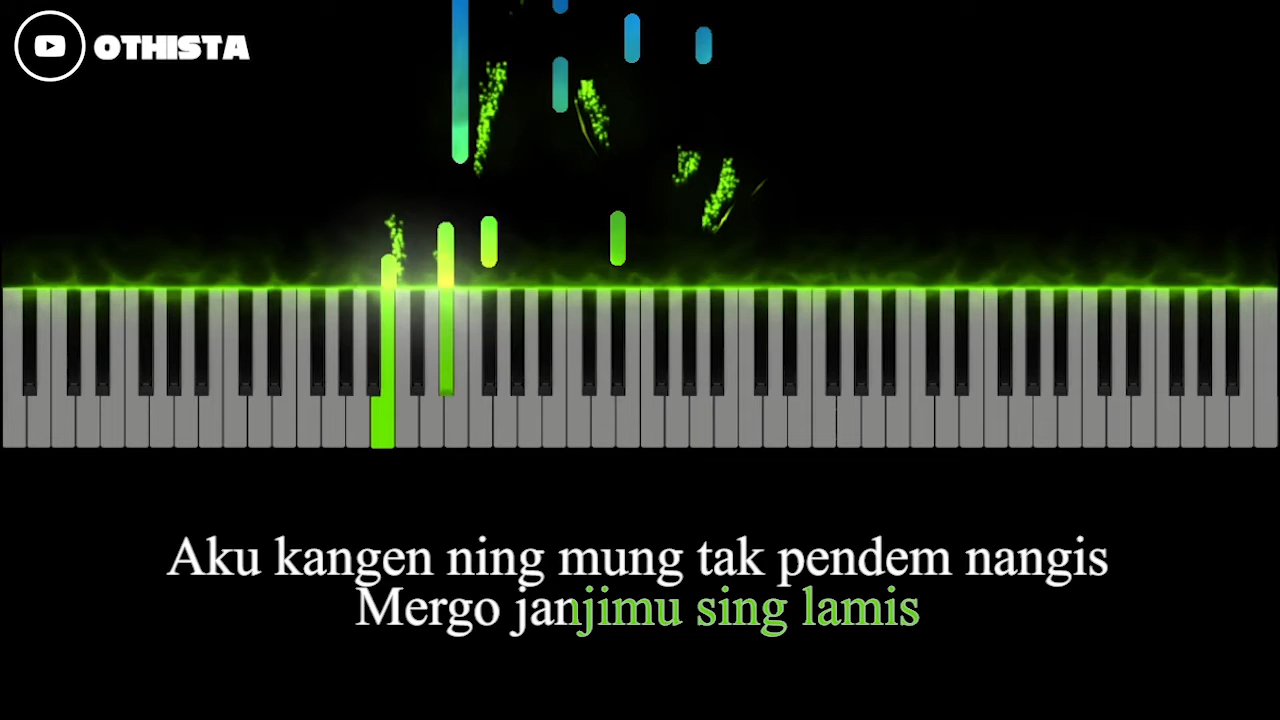 OTHISTA
Aku kangen ning mung tak pendem nangis
Mergo janjimu sing lamis